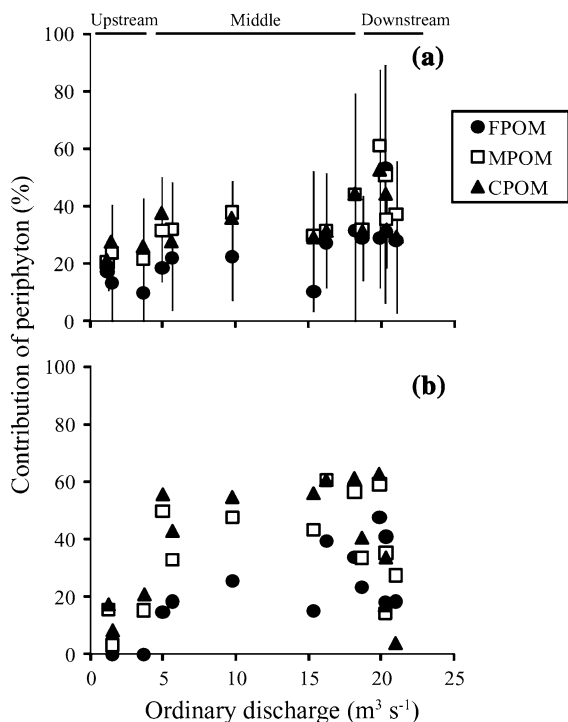 Upstream Middle Downstream
(a)
100
80
60
40
20
0
FPOM
MPOM
CPOM
Contribution of periphyton (%)
(b)
100
80
60
40
20
0
0 5 10 15 20 25
Ordinary discharge (m³ s⁻¹)